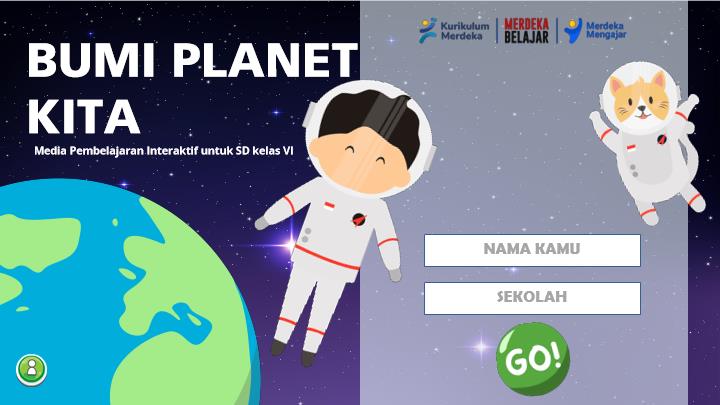 BUMI PLANET
KITA
Media Pembelajaran Interaktif untuk SD kelas VI
Kurikulum
Merdeka
MERDEKA
BELAJAR
Merdeka
Mengajar
NAMA KAMU
SEKOLAH
GO!